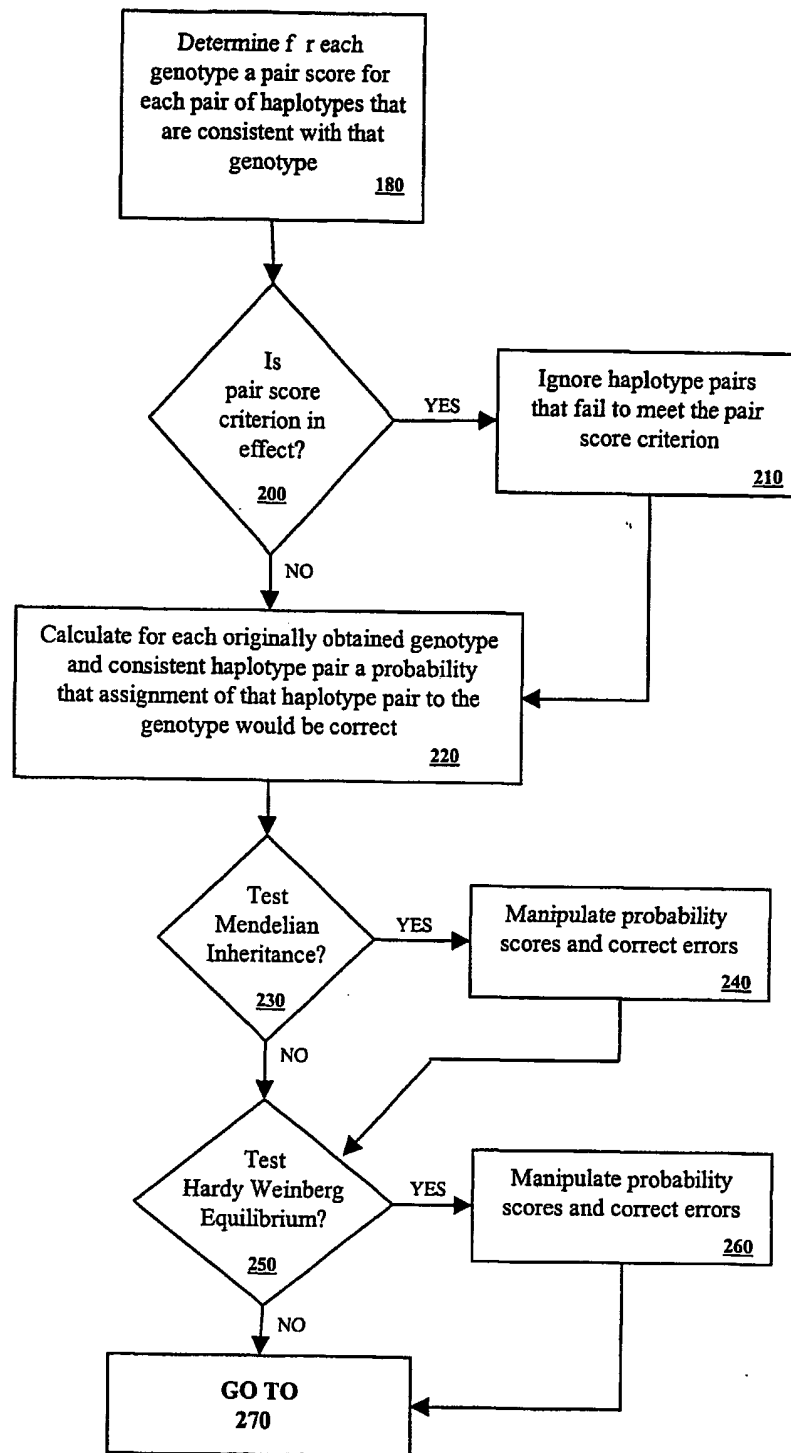 Determine f r each
genotype a pair score for
each pair of haplotypes that
are consistent with that
genotype
180
Is
pair score
criterion in
effect?
200
YES
Ignore haplotype pairs
that fail to meet the pair
score criterion
210
NO
Calculate for each originally obtained genotype
and consistent haplotype pair a probability
that assignment of that haplotype pair to the
genotype would be correct
220
Test
Mendelian
Inheritance?
230
YES
Manipulate probability
scores and correct errors
240
NO
Test
Hardy Weinberg
Equilibrium?
250
YES
Manipulate probability
scores and correct errors
260
NO
GO TO
270